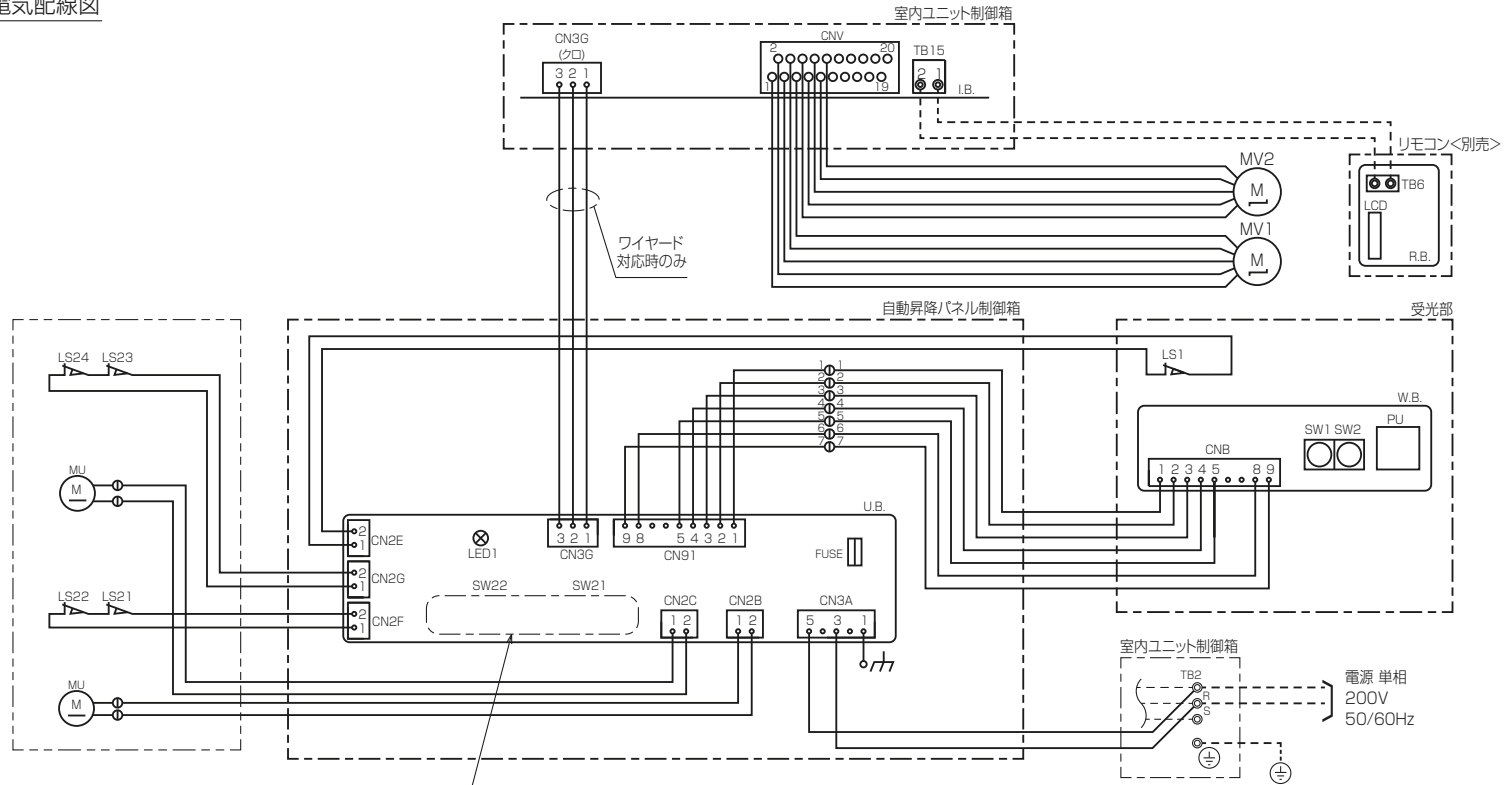 電気配線図
室内ユニット制御箱
CN3G
(クロ)
3 2 1
CNV
2 20
1 19
TB15
2 1
I.B.
リモコン<別売>
TB6
LCD
R.B.
MV2
M
MV1
M
ワイヤード
対応時のみ
自動昇降パネル制御箱
受光部
LS24 LS23
LS1
1 1
2 2
3 3
4 4
5 5
6 6
7 7
W.B.
PU
SW1 SW2
CNB
1 2 3 4 5 8 9
MU
M
U.B.
2
1
CN2E
LED1
3 2 1
CN3G
9 8 5 4 3 2 1
CN91
FUSE
2
1
CN2G
SW22 SW21
LS22 LS21
2
1
CN2F
CN2C
1 2
CN2B
1 2
CN3A
5 3 1
MU
M
室内ユニット制御箱
TB2
R
S
電源 単相
200V
50/60Hz